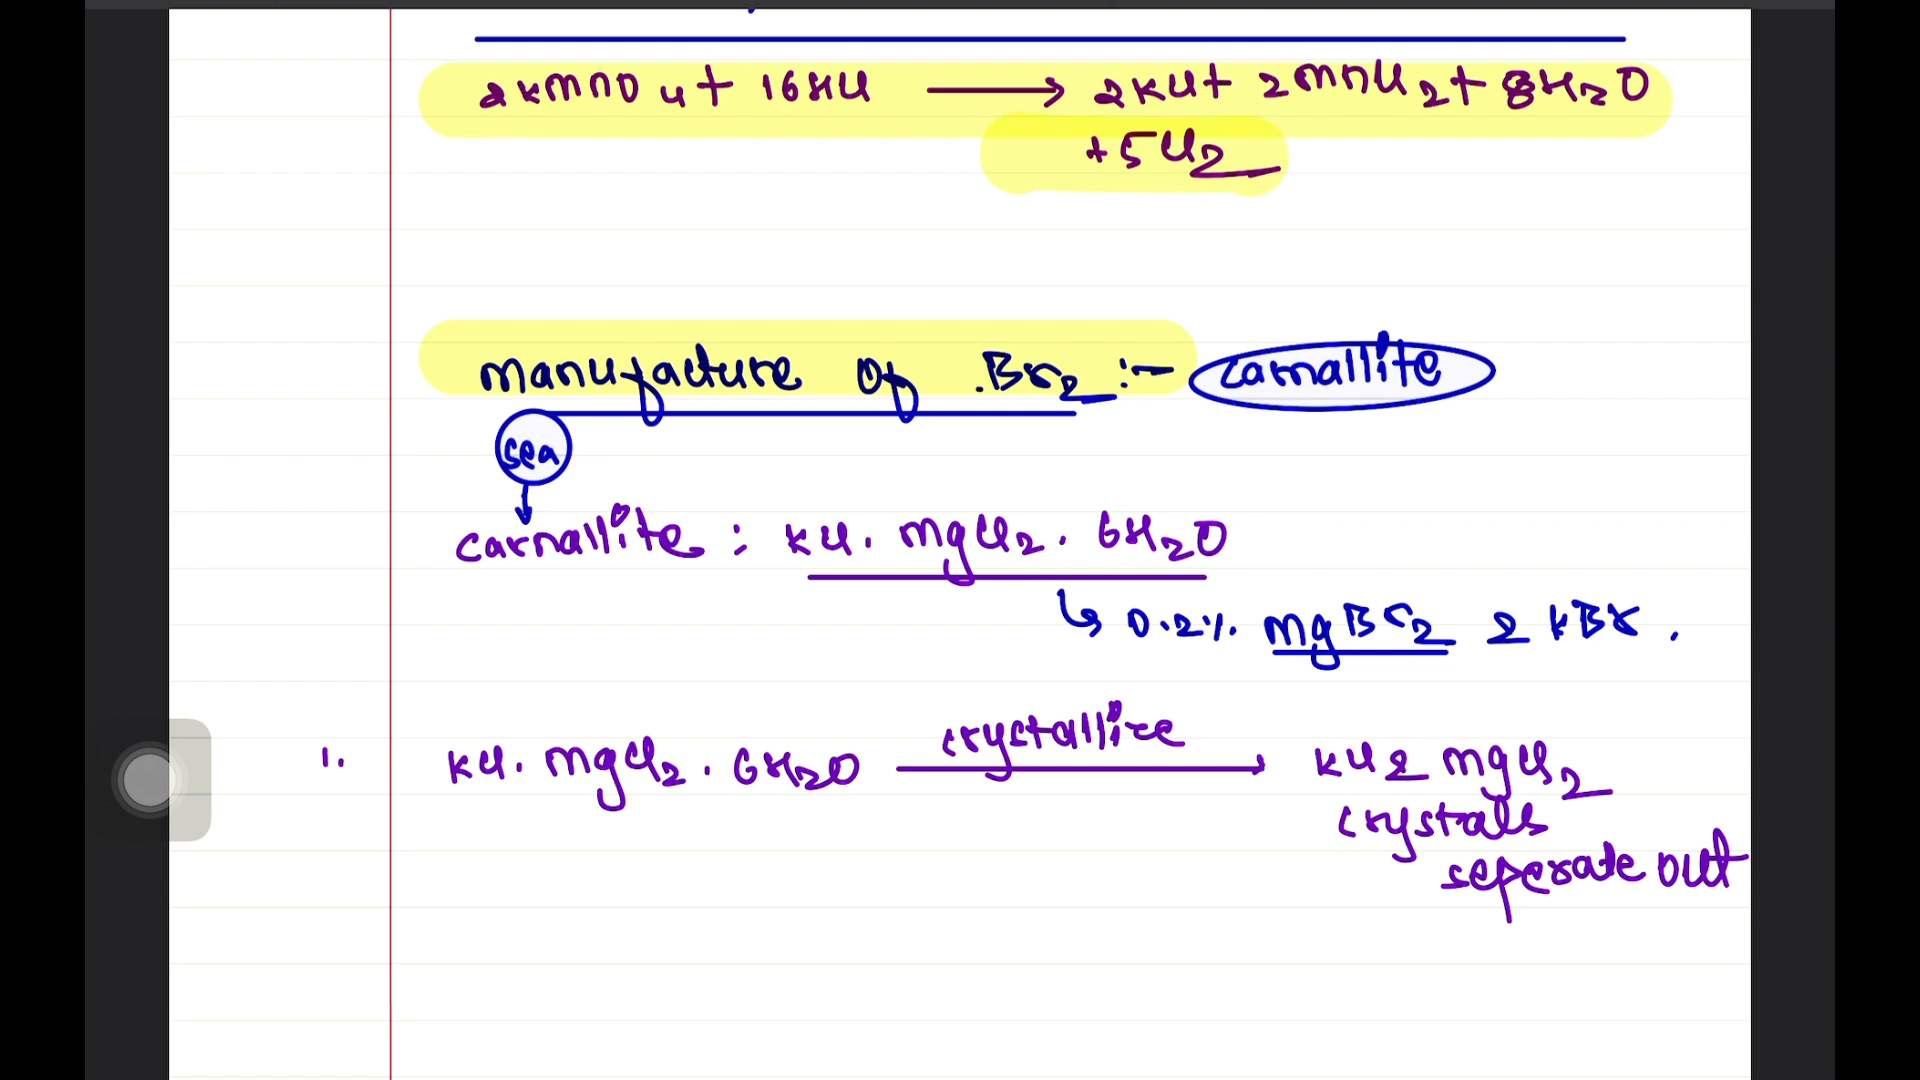 2KMnO4 + 16HCl → 2KCl + 2MnCl2 + 8H2O
+ 5Cl2
manufacture of Br2 :- carnallite
sea
carnallite : KCl. MgCl2. 6H2O
↳ 0.2% MgBr2 & KBr.
1. KCl. MgCl2. 6H2O crystallize → KCl & MgCl2
crystals
seperate out